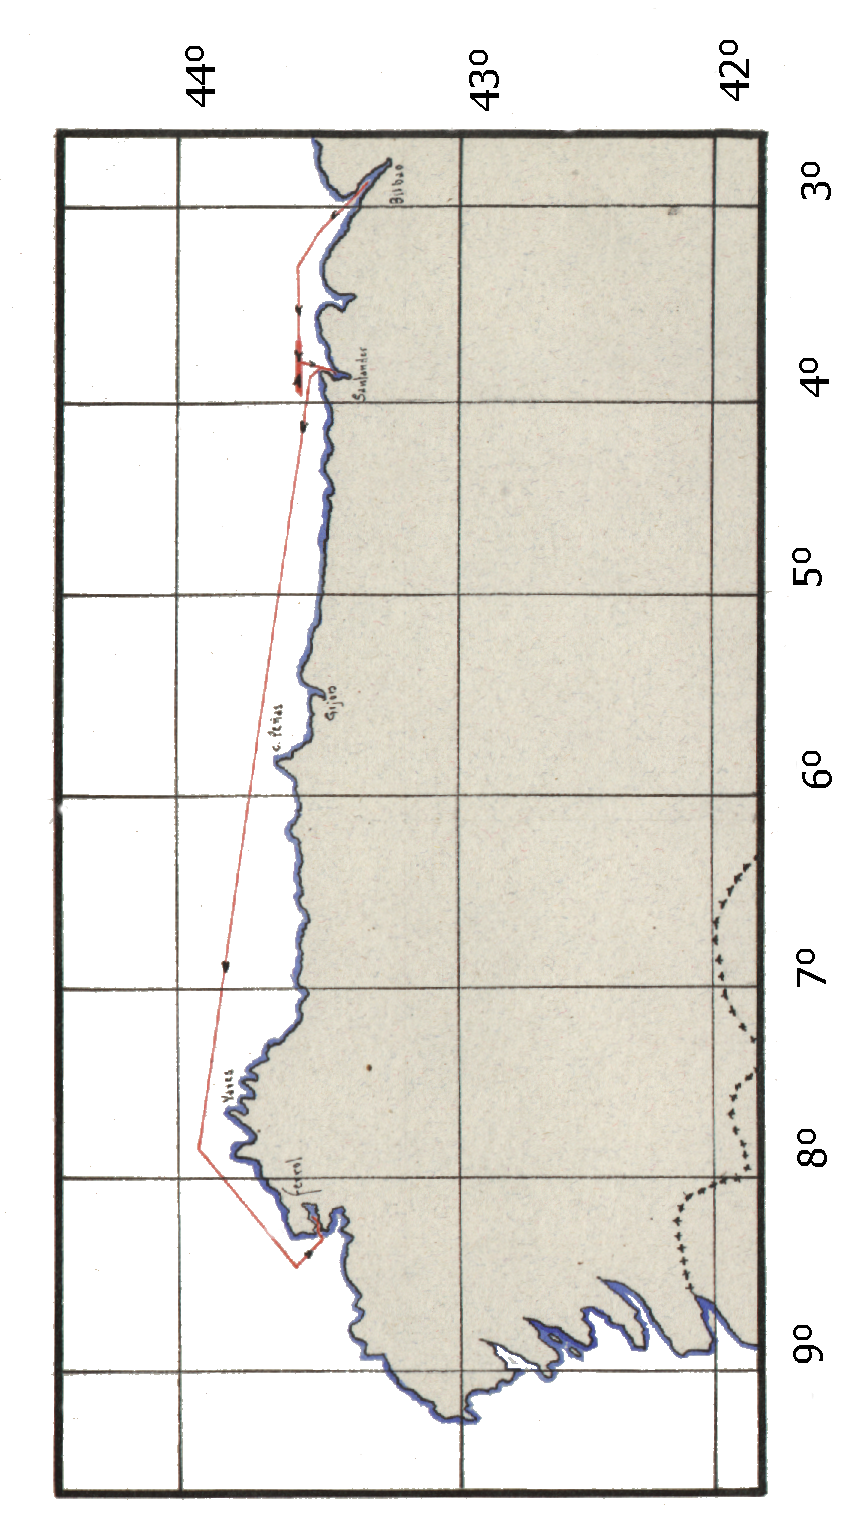 44º
43º
42º
3º
4º
5º
6º
7º
8º
9º
Bilbao
Santander
Gijón
C. Peñas
Vares
Ferrol